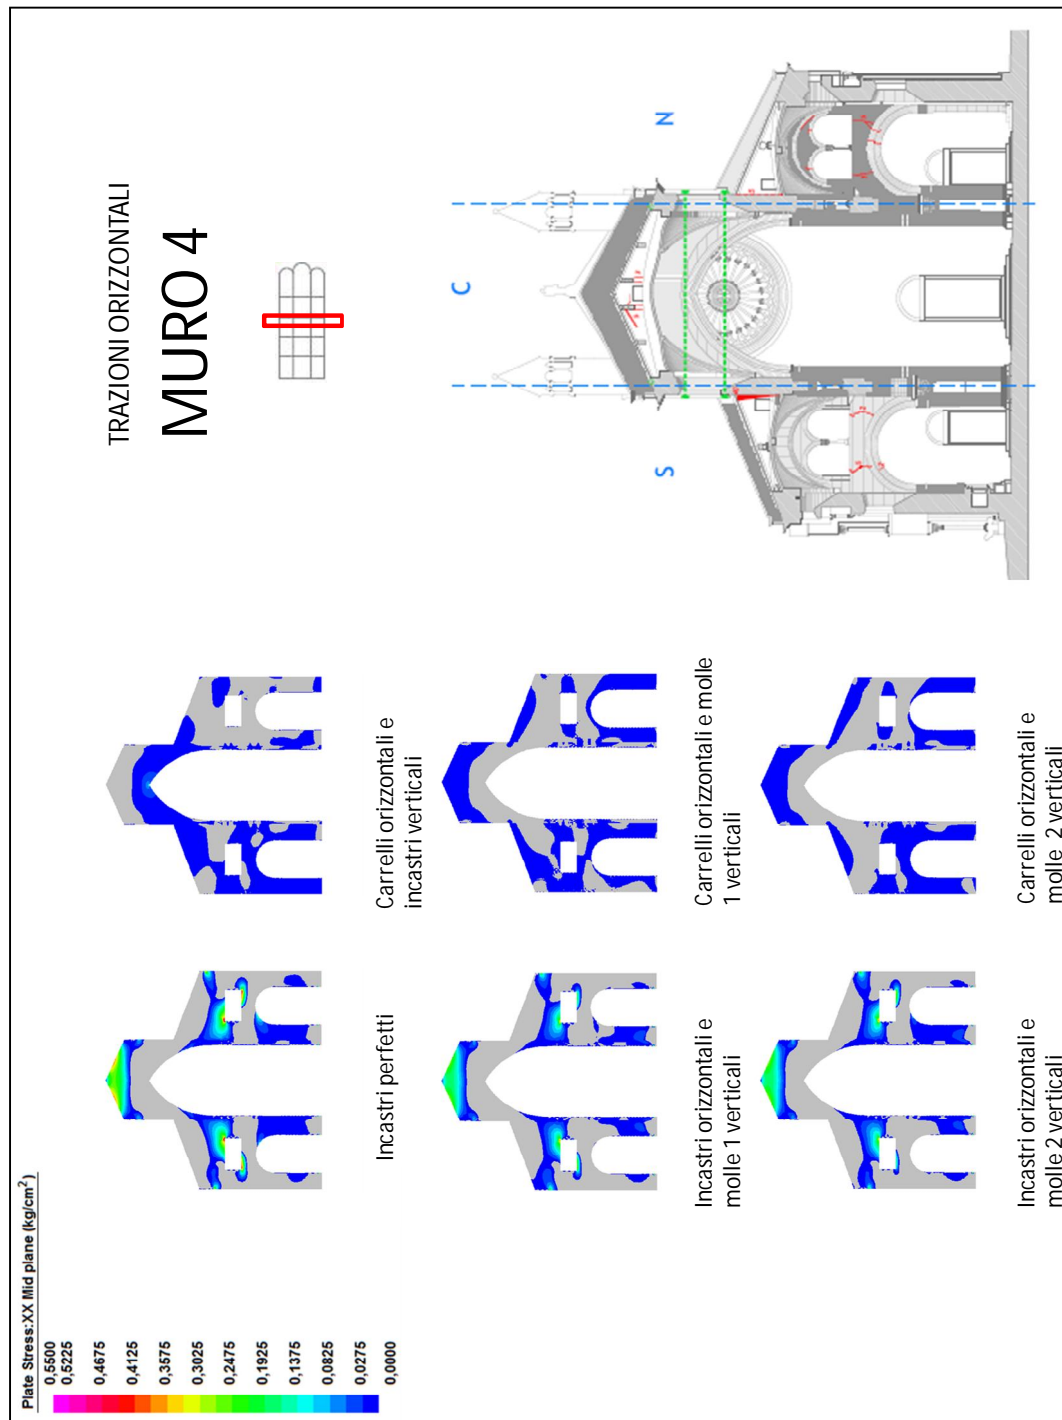 TRAZIONI ORIZZONTALI
MURO 4
Plate Stress:XX Mid plane (kg/cm²)
0,5500
0,5225
0,4675
0,4125
0,3575
0,3025
0,2475
0,1925
0,1375
0,0825
0,0275
0,0000
Incastri perfetti
Carrelli orizzontali e
incastri verticali
Incastri orizzontali e
molle 1 verticali
Carrelli orizzontali e molle
1 verticali
Incastri orizzontali e
molle 2 verticali
Carrelli orizzontali e
molle 2 verticali
S
C
N